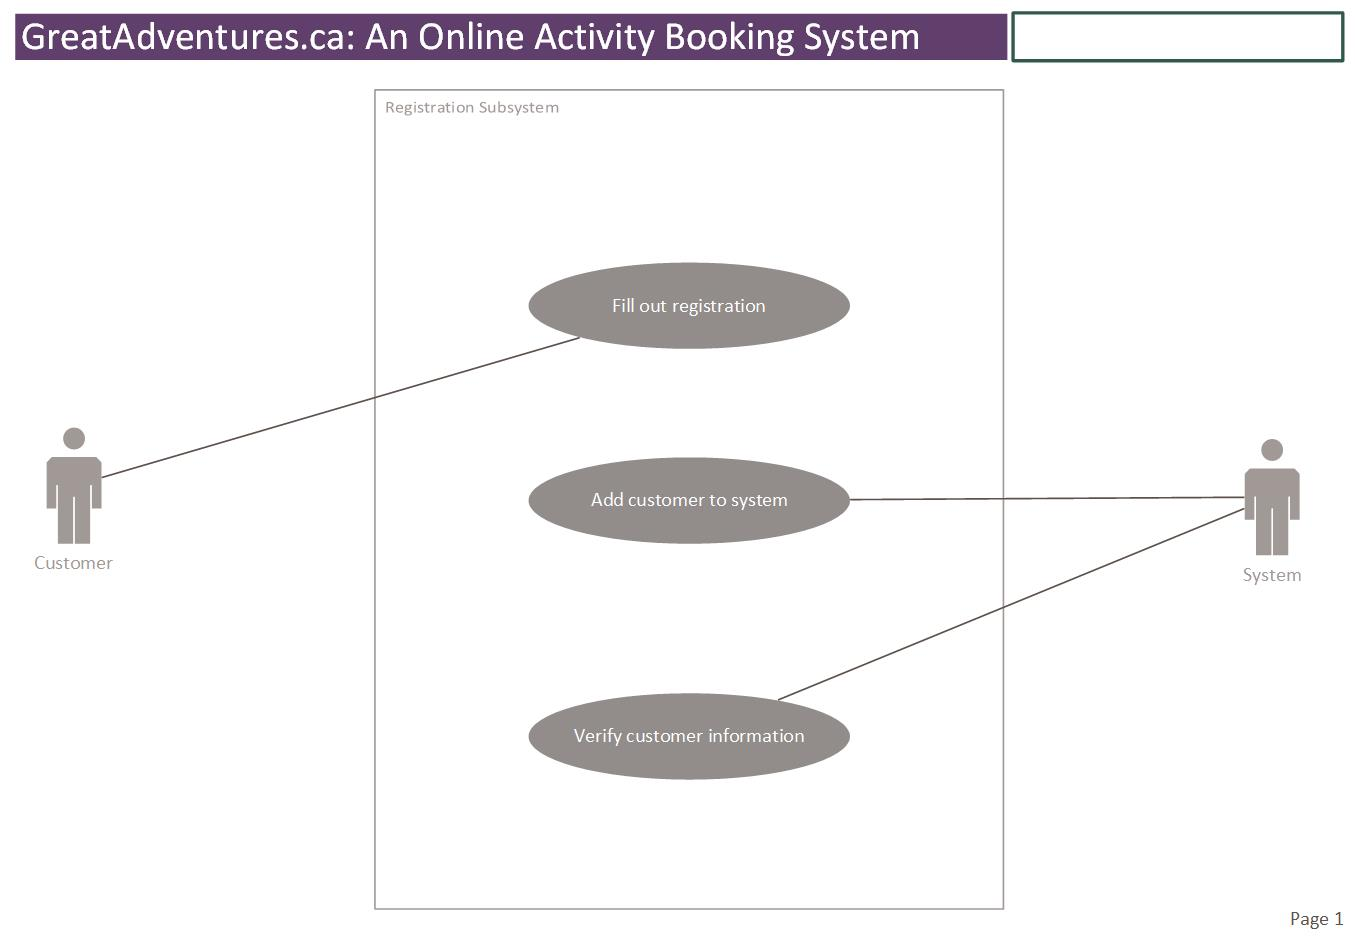 GreatAdventures.ca: An Online Activity Booking System
Registration Subsystem
Fill out registration
Add customer to system
Customer
System
Verify customer information
Page 1